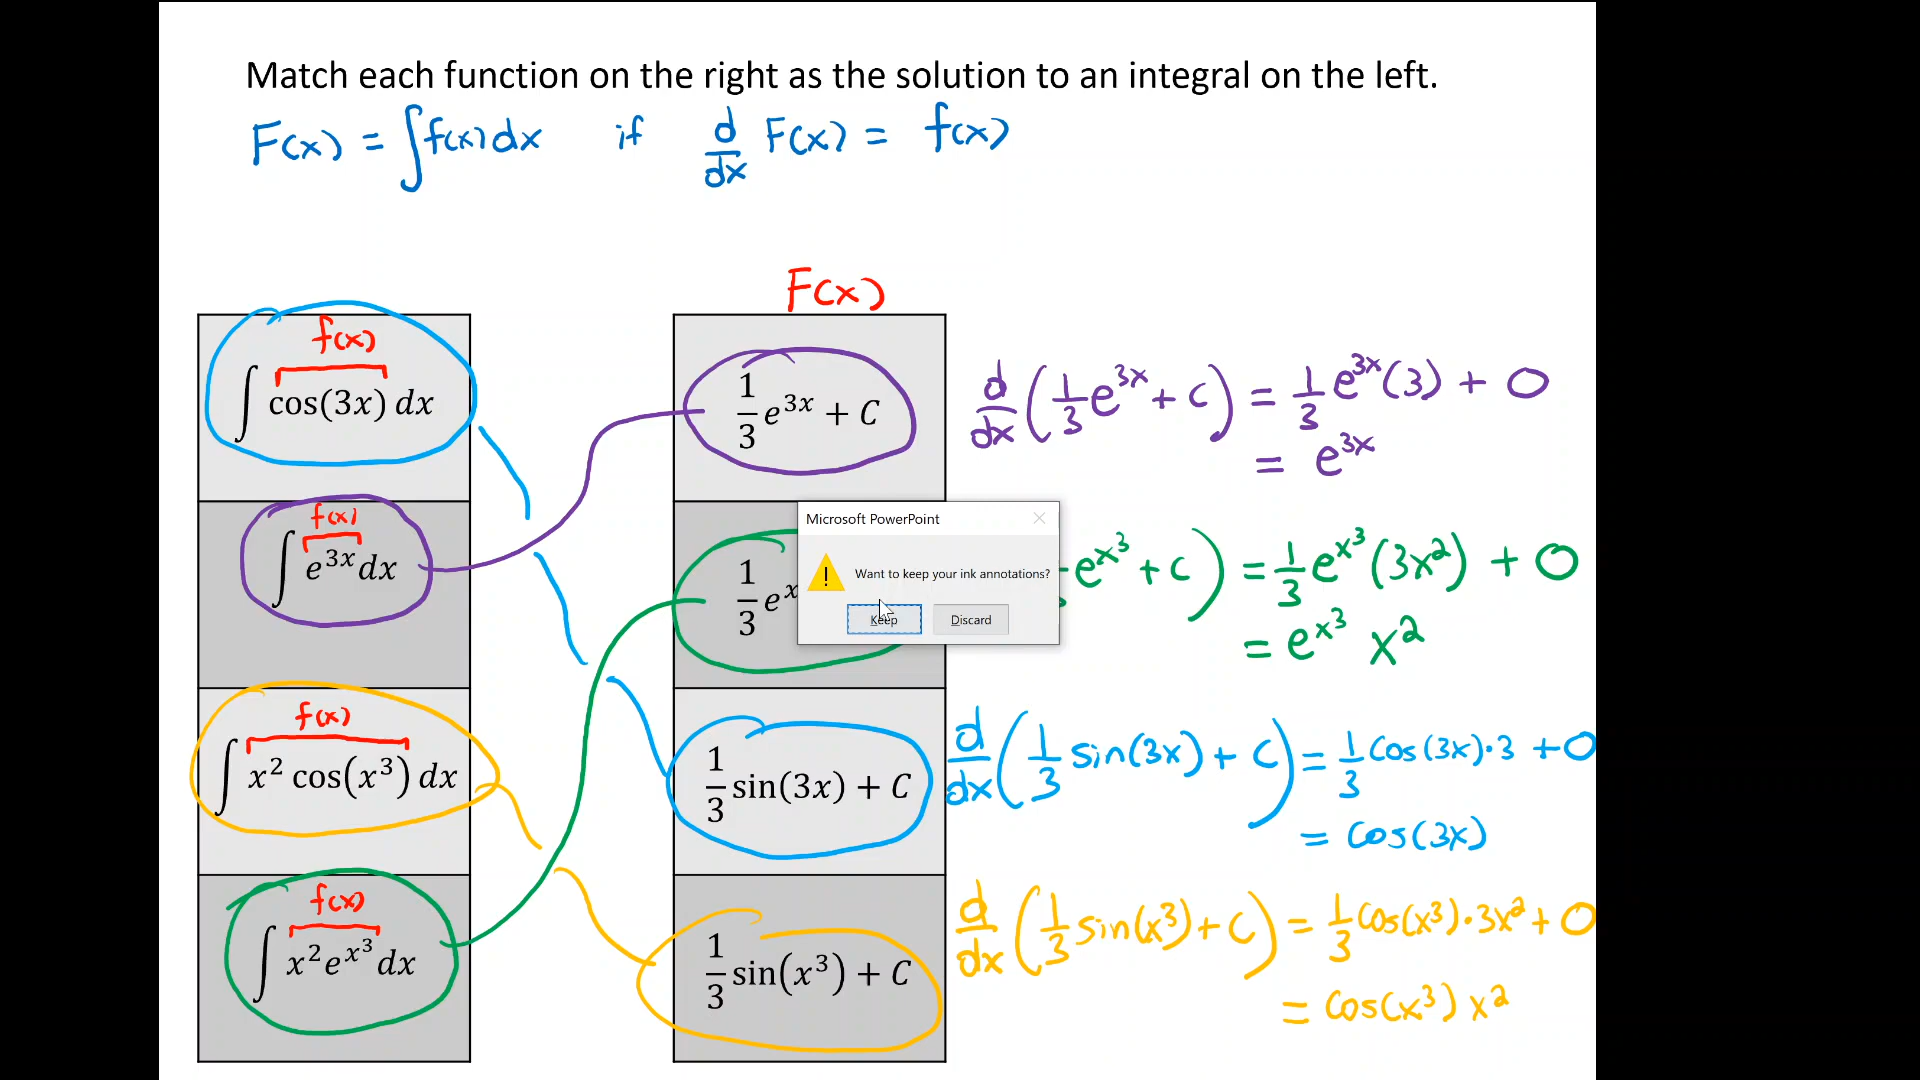 Match each function on the right as the solution to an integral on the left.
F(x) = ∫f(x)dx if d/dx F(x) = f(x)
F(x)
f(x)
∫ cos(3x) dx
1/3 e^{3x} + C
d/dx (1/3 e^{3x} + C) = 1/3 e^{3x}(3) + 0
= e^{3x}
f(x)
∫ e^{3x} dx
1/3 e^x
e^{x^3} + C) = 1/3 e^{x^3}(3x^2) + 0
= e^{x^3} x^2
Microsoft PowerPoint
Want to keep your ink annotations?
Keep Discard
f(x)
∫ x^2 cos(x^3) dx
1/3 sin(3x) + C
d/dx (1/3 sin(3x) + C) = 1/3 cos(3x)·3 + 0
= cos(3x)
f(x)
∫ x^2 e^{x^3} dx
1/3 sin(x^3) + C
d/dx (1/3 sin(x^3) + C) = 1/3 cos(x^3)·3x^2 + 0
= cos(x^3) x^2